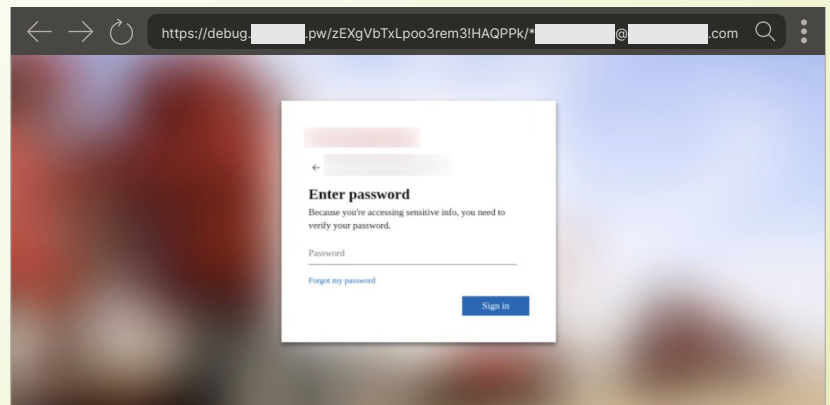 https://debug. .pw/zEXgVbTxLpoo3rem3!HAQPPk/* @ .com
Enter password
Because you're accessing sensitive info, you need to
verify your password.
Password
Forgot my password
Sign in